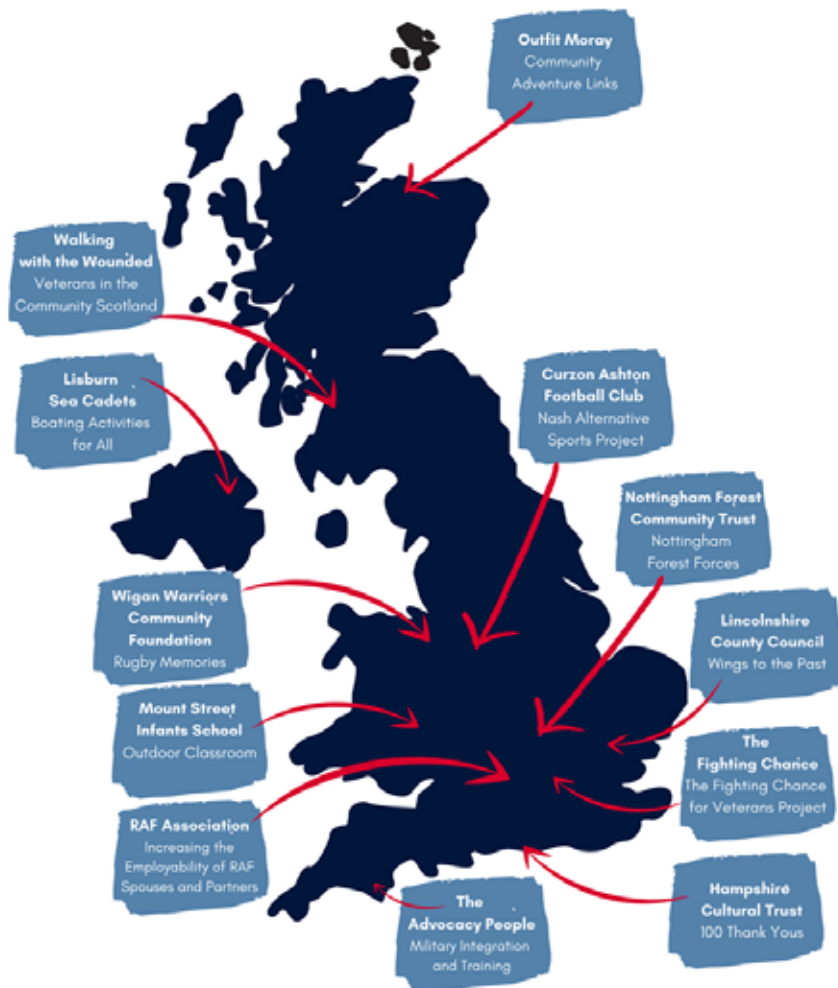 Outfit Moray
Community
Adventure Links
Walking
with the Wounded
Veterans in the
Community Scotland
Lisburn
Sea Cadets
Boating Activities
for All
Curzon Ashton
Football Club
Nash Alternative
Sports Project
Nottingham Forest
Community Trust
Nottingham
Forest Forces
Wigan Warriors
Community
Foundation
Rugby Memories
Lincolnshire
County Council
Wings to the Past
Mount Street
Infants School
Outdoor Classroom
The
Fighting Chance
The Fighting Chance
for Veterans Project
RAF Association
Increasing the
Employability of RAF
Spouses and Partners
The
Advocacy People
Military Integration
and Training
Hampshire
Cultural Trust
100 Thank Yous